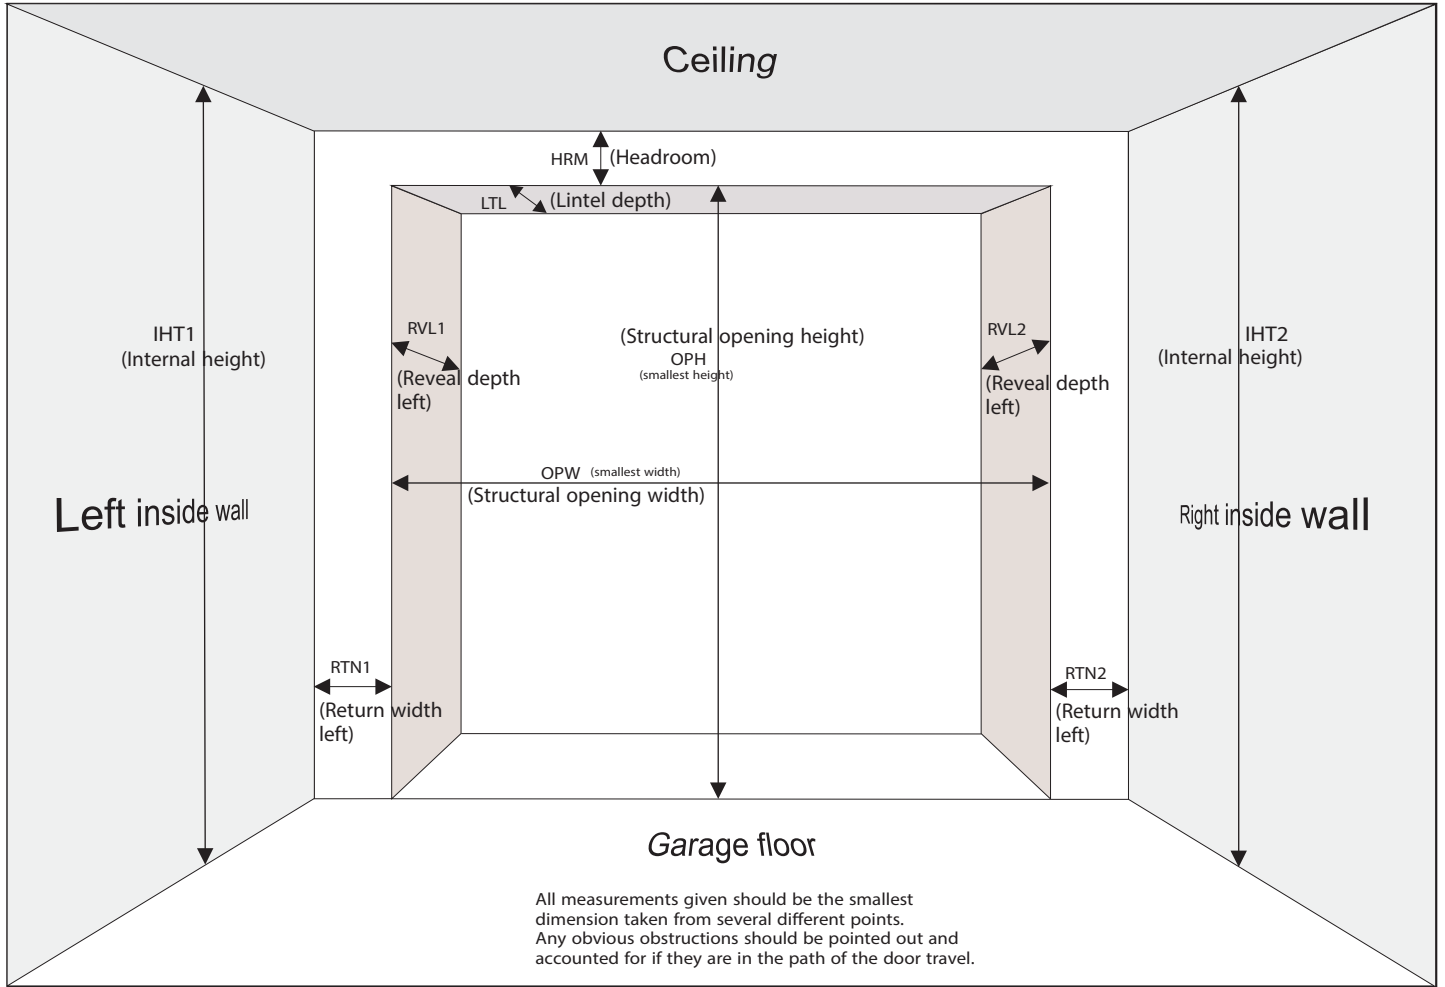 Ceiling
HRM (Headroom)
LTL (Lintel depth)
IHT1
(Internal height)
RVL1
(Reveal depth
left)
(Structural opening height)
OPH
(smallest height)
RVL2
(Reveal depth
left)
IHT2
(Internal height)
OPW (smallest width)
(Structural opening width)
Left inside wall
Right inside wall
RTN1
(Return width
left)
RTN2
(Return width
left)
Garage floor
All measurements given should be the smallest
dimension taken from several different points.
Any obvious obstructions should be pointed out and
accounted for if they are in the path of the door travel.